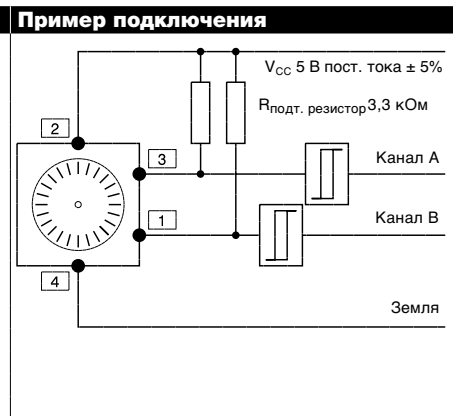 Пример подключения
V_CC 5 В пост. тока ± 5%
R_подт. резистор 3,3 кОм
2
3
Канал A
1
Канал B
4
Земля